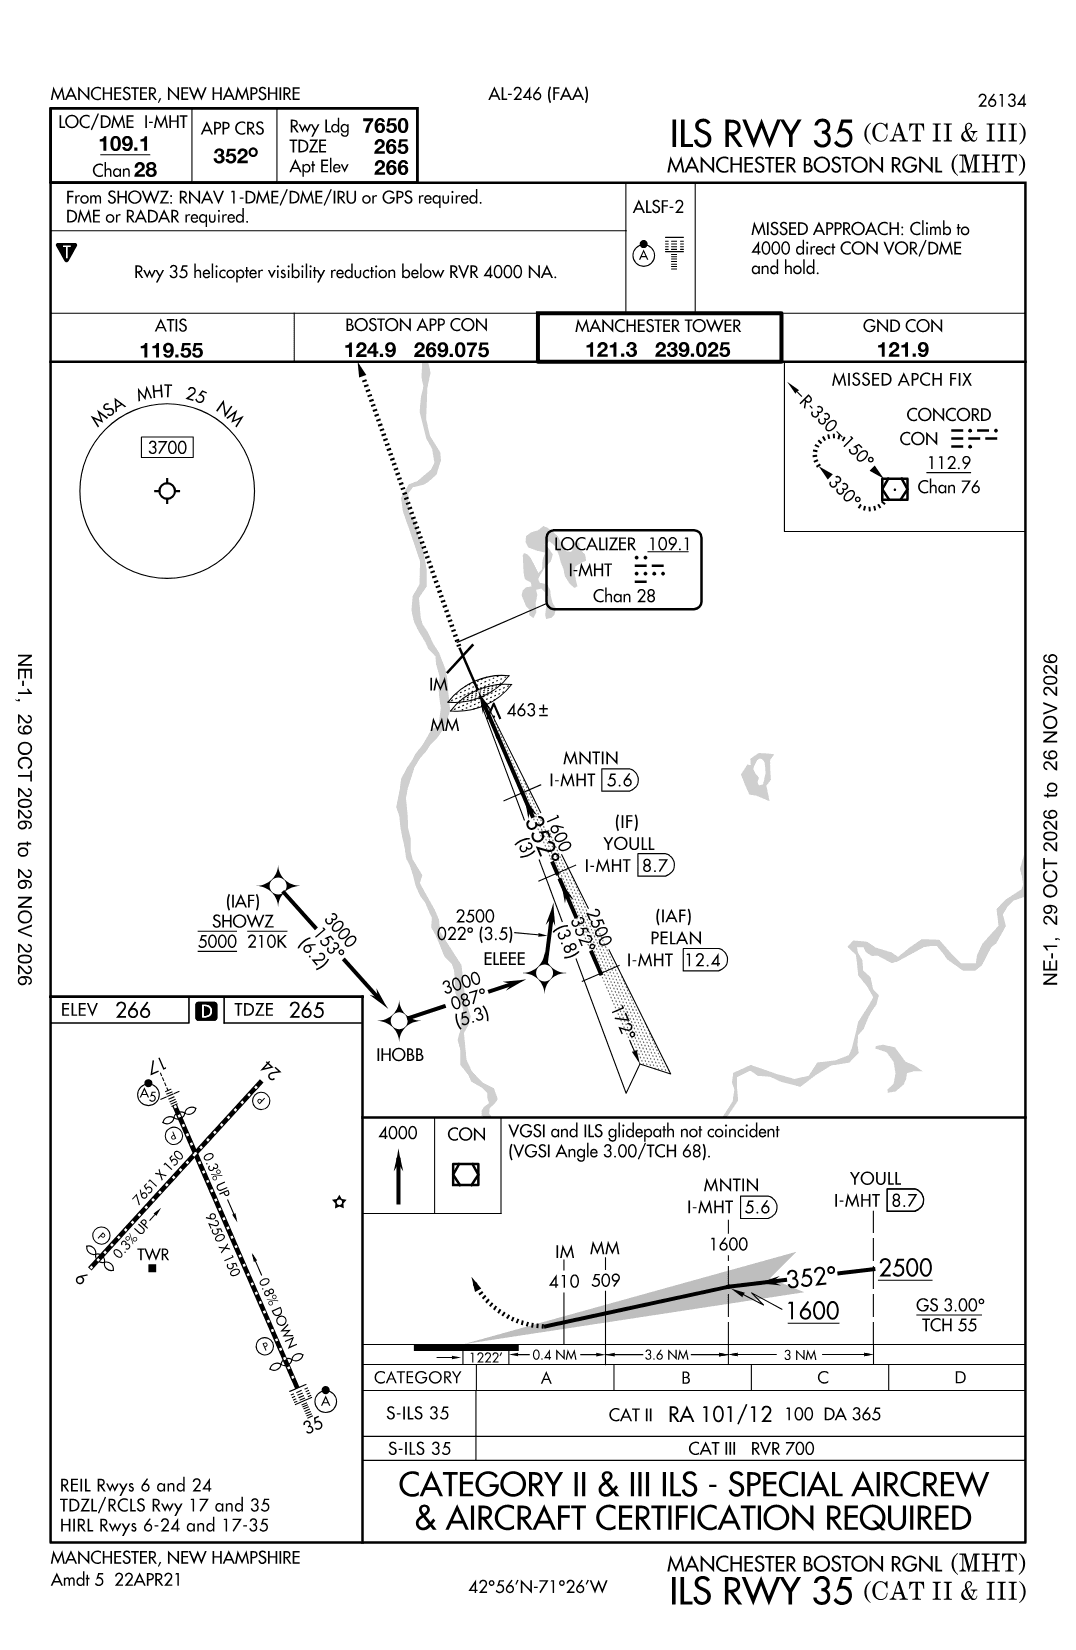 MANCHESTER, NEW HAMPSHIRE
AL-246 (FAA)
26134
LOC/DME I-MHT
109.1
Chan 28
APP CRS
352°
Rwy Ldg 7650
TDZE 265
Apt Elev 266
ILS RWY 35 (CAT II & III)
MANCHESTER BOSTON RGNL (MHT)
From SHOWZ: RNAV 1-DME/DME/IRU or GPS required.
DME or RADAR required.
T
Rwy 35 helicopter visibility reduction below RVR 4000 NA.
ALSF-2
A
MISSED APPROACH: Climb to
4000 direct CON VOR/DME
and hold.
ATIS
119.55
BOSTON APP CON
124.9 269.075
MANCHESTER TOWER
121.3 239.025
GND CON
121.9
MSA MHT 25 NM
3700
MISSED APCH FIX
R-330
150°
330°
CONCORD
CON
112.9
Chan 76
LOCALIZER 109.1
I-MHT
Chan 28
IM
MM
463±
MNTIN
I-MHT 5.6
1600
352°
(3)
(IF)
YOULL
I-MHT 8.7
2500
352°
(3.8)
(IAF)
PELAN
I-MHT 12.4
172°
(IAF)
SHOWZ
5000 210K
3000
153°
(6.2)
2500
022° (3.5)
ELEEE
3000
087°
(5.3)
IHOBB
NE-1, 29 OCT 2026 to 26 NOV 2026
NE-1, 29 OCT 2026 to 26 NOV 2026
ELEV 266
D
TDZE 265
17
24
A5
P
P
7651 X 150
0.3% UP
0.3% UP
9250 X 150
P
6
TWR
0.8% DOWN
P
A
35
REIL Rwys 6 and 24
TDZL/RCLS Rwy 17 and 35
HIRL Rwys 6-24 and 17-35
4000
CON
VGSI and ILS glidepath not coincident
(VGSI Angle 3.00/TCH 68).
MNTIN
I-MHT 5.6
1600
YOULL
I-MHT 8.7
IM
410
MM
509
352°
2500
1600
GS 3.00°
TCH 55
1222'
0.4 NM
3.6 NM
3 NM
CATEGORY A B C D
S-ILS 35 CAT II RA 101/12 100 DA 365
S-ILS 35 CAT III RVR 700
CATEGORY II & III ILS - SPECIAL AIRCREW
& AIRCRAFT CERTIFICATION REQUIRED
MANCHESTER, NEW HAMPSHIRE
Amdt 5 22APR21
42°56'N-71°26'W
MANCHESTER BOSTON RGNL (MHT)
ILS RWY 35 (CAT II & III)